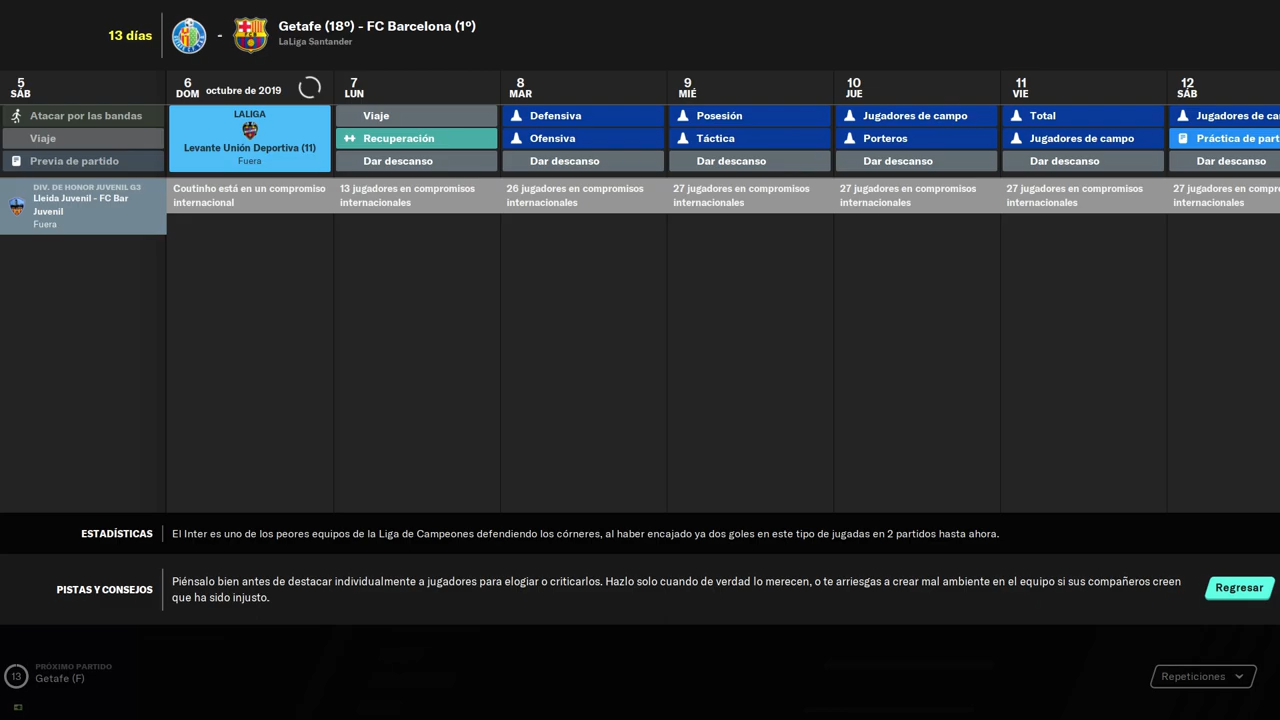 13 días
-
Getafe (18º) - FC Barcelona (1º)
LaLiga Santander
5
SÁB
6
DOM
octubre de 2019
7
LUN
8
MAR
9
MIÉ
10
JUE
11
VIE
12
SÁB
Atacar por las bandas
Viaje
Previa de partido
LALIGA
Levante Unión Deportiva (11)
Fuera
Viaje
Recuperación
Dar descanso
Defensiva
Ofensiva
Dar descanso
Posesión
Táctica
Dar descanso
Jugadores de campo
Porteros
Dar descanso
Total
Jugadores de campo
Dar descanso
Jugadores de ca
Práctica de part
Dar descanso
DIV. DE HONOR JUVENIL G3
Lleida Juvenil - FC Bar
Juvenil
Fuera
Coutinho está en un compromiso
internacional
13 jugadores en compromisos
internacionales
26 jugadores en compromisos
internacionales
27 jugadores en compromisos
internacionales
27 jugadores en compromisos
internacionales
27 jugadores en compromisos
internacionales
27 jugadores en compr
internacionales
ESTADÍSTICAS
El Inter es uno de los peores equipos de la Liga de Campeones defendiendo los córneres, al haber encajado ya dos goles en este tipo de jugadas en 2 partidos hasta ahora.
PISTAS Y CONSEJOS
Piénsalo bien antes de destacar individualmente a jugadores para elogiar o criticarlos. Hazlo solo cuando de verdad lo merecen, o te arriesgas a crear mal ambiente en el equipo si sus compañeros creen
que ha sido injusto.
Regresar
13
PRÓXIMO PARTIDO
Getafe (F)
Repeticiones